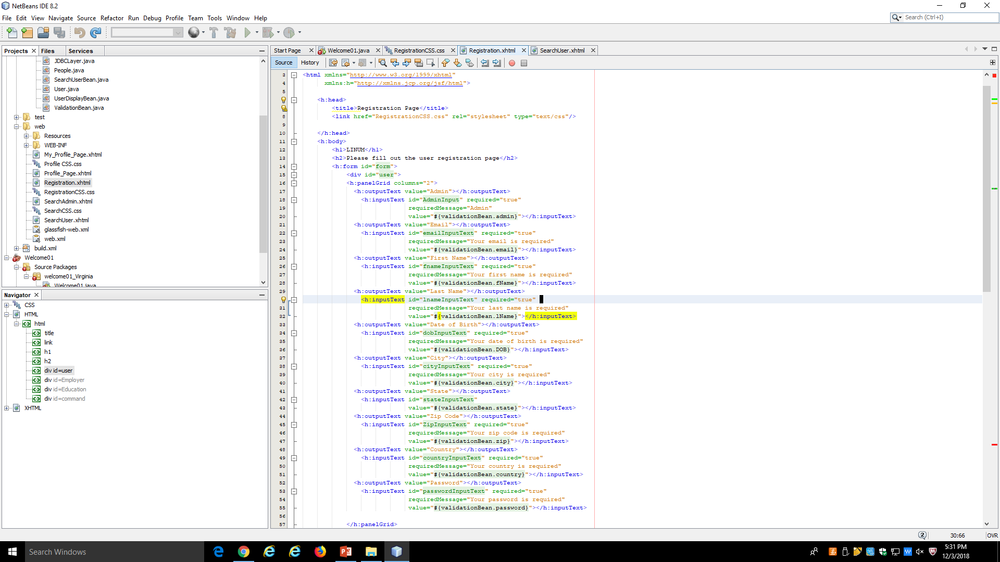 NetBeans IDE 8.2
File Edit View Navigate Source Refactor Run Debug Profile Team Tools Window Help
Search (Ctrl+I)
Projects Files Services
JDBCLayer.java
People.java
SearchUserBean.java
User.java
UserDisplayBean.java
ValidationBean.java
test
web
Resources
WEB-INF
My_Profile_Page.xhtml
Profile CSS.css
Profile_Page.xhtml
Registration.xhtml
RegistrationCSS.css
SearchAdmin.xhtml
SearchCSS.css
SearchUser.xhtml
glassfish-web.xml
web.xml
build.xml
Welcome01
Source Packages
welcome01_Virginia
Welcome01.java
Navigator
CSS
HTML
html
title
link
h1
h2
div id=user
div id=Employer
div id=Education
div id=command
XHTML
Start Page Welcome01.java RegistrationCSS.css Registration.xhtml SearchUser.xhtml
Source History
3 <html xmlns="http://www.w3.org/1999/xhtml"
4 xmlns:h="http://xmlns.jcp.org/jsf/html">
5
<h:head>
<title>Registration Page</title>
8 <link href="RegistrationCSS.css" rel="stylesheet" type="text/css"/>
9
10 </h:head>
11 <h:body>
12 <h1>LINUM</h1>
13 <h2>Please fill out the user registration page</h2>
14 <h:form id="form">
15 <div id="user">
16 <h:panelGrid columns="2">
17 <h:outputText value="Admin"></h:outputText>
18 <h:inputText id="AdminInput" required="true"
19 requiredMessage="Admin"
20 value="#{validationBean.admin}"></h:inputText>
21 <h:outputText value="Email"></h:outputText>
22 <h:inputText id="emailInputText" required="true"
23 requiredMessage="Your email is required"
24 value="#{validationBean.email}"></h:inputText>
25 <h:outputText value="First Name"></h:outputText>
26 <h:inputText id="fnameInputText" required="true"
27 requiredMessage="Your first name is required"
28 value="#{validationBean.fName}"></h:inputText>
29 <h:outputText value="Last Name"></h:outputText>
<h:inputText id="lnameInputText" required="true"
31 requiredMessage="Your last name is required"
32 value="#{validationBean.lName}"></h:inputText>
33 <h:outputText value="Date of Birth"></h:outputText>
34 <h:inputText id="dobInputText" required="true"
35 requiredMessage="Your date of birth is required"
36 value="#{validationBean.DOB}"></h:inputText>
37 <h:outputText value="City"></h:outputText>
38 <h:inputText id="cityInputText" required="true"
39 requiredMessage="Your city is required"
40 value="#{validationBean.city}"></h:inputText>
41 <h:outputText value="State"></h:outputText>
42 <h:inputText id="stateInputText"
43 value="#{validationBean.state}"></h:inputText>
44 <h:outputText value="Zip Code"></h:outputText>
45 <h:inputText id="ZipInputText" required="true"
46 requiredMessage="Your zip code is required"
47 value="#{validationBean.zip}"></h:inputText>
48 <h:outputText value="Country"></h:outputText>
49 <h:inputText id="countryInputText" required="true"
50 requiredMessage="Your country is required"
51 value="#{validationBean.country}"></h:inputText>
52 <h:outputText value="Password"></h:outputText>
53 <h:inputText id="passwordInputText" required="true"
54 requiredMessage="Your password is required"
55 value="#{validationBean.password}"></h:inputText>
56
57 </h:panelGrid>
2 30:66 OVR
Search Windows
5:31 PM
12/3/2018